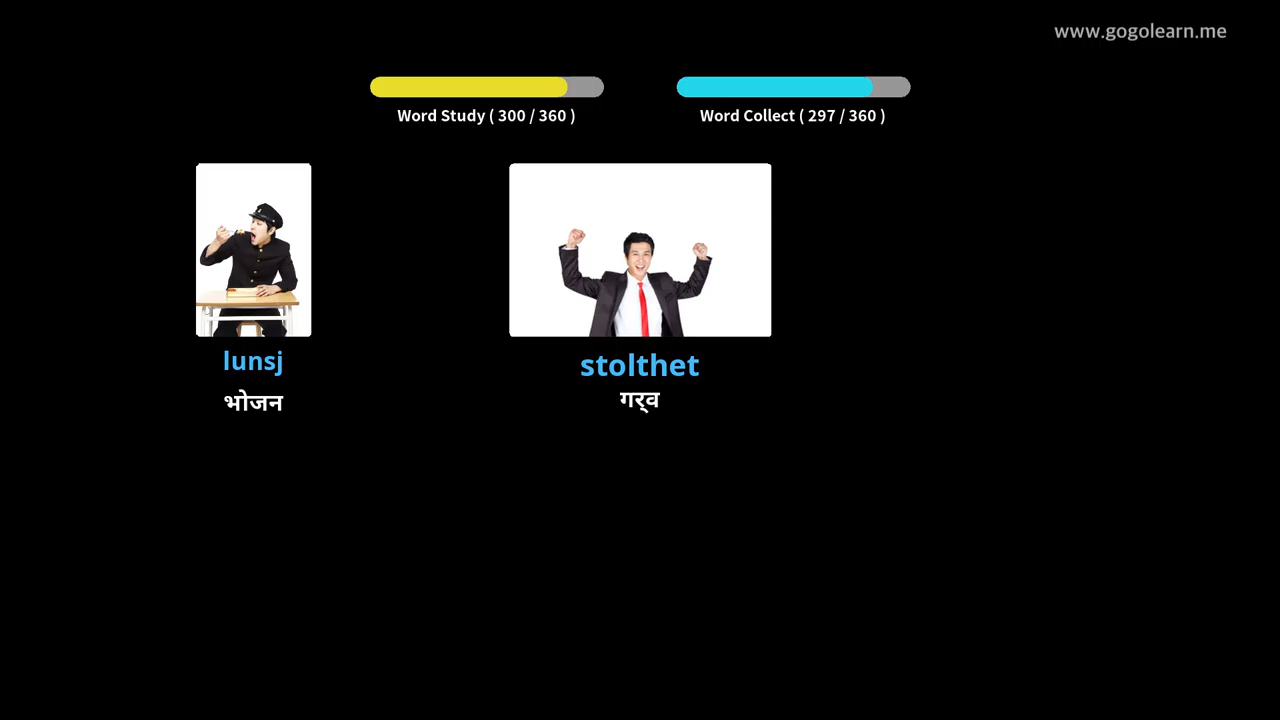 www.gogolearn.me
Word Study ( 300 / 360 )
Word Collect ( 297 / 360 )
lunsj
भोजन
stolthet
गर्‍व